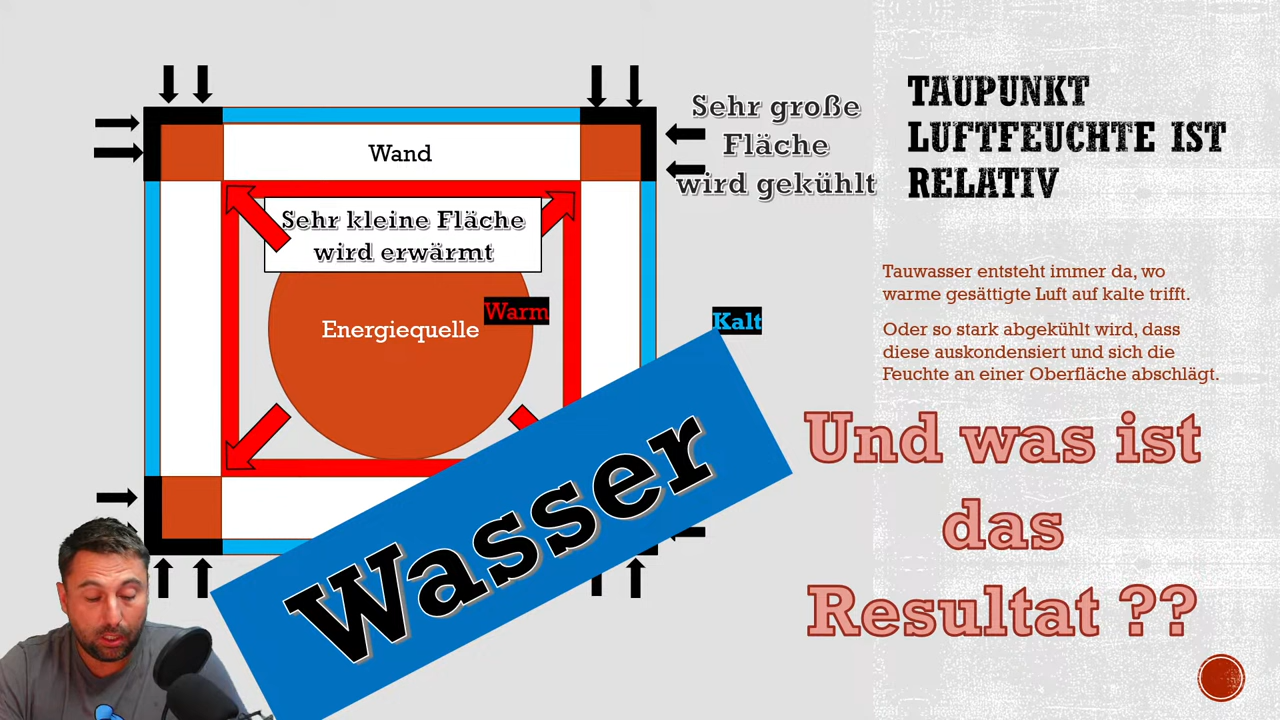 Sehr große
Fläche
wird gekühlt
Wand
Sehr kleine Fläche
wird erwärmt
Warm
Energiequelle
Kalt
Wasser
TAUPUNKT
LUFTFEUCHTE IST
RELATIV
Tauwasser entsteht immer da, wo
warme gesättigte Luft auf kalte trifft.
Oder so stark abgekühlt wird, dass
diese auskondensiert und sich die
Feuchte an einer Oberfläche abschlägt.
Und was ist
das
Resultat ??